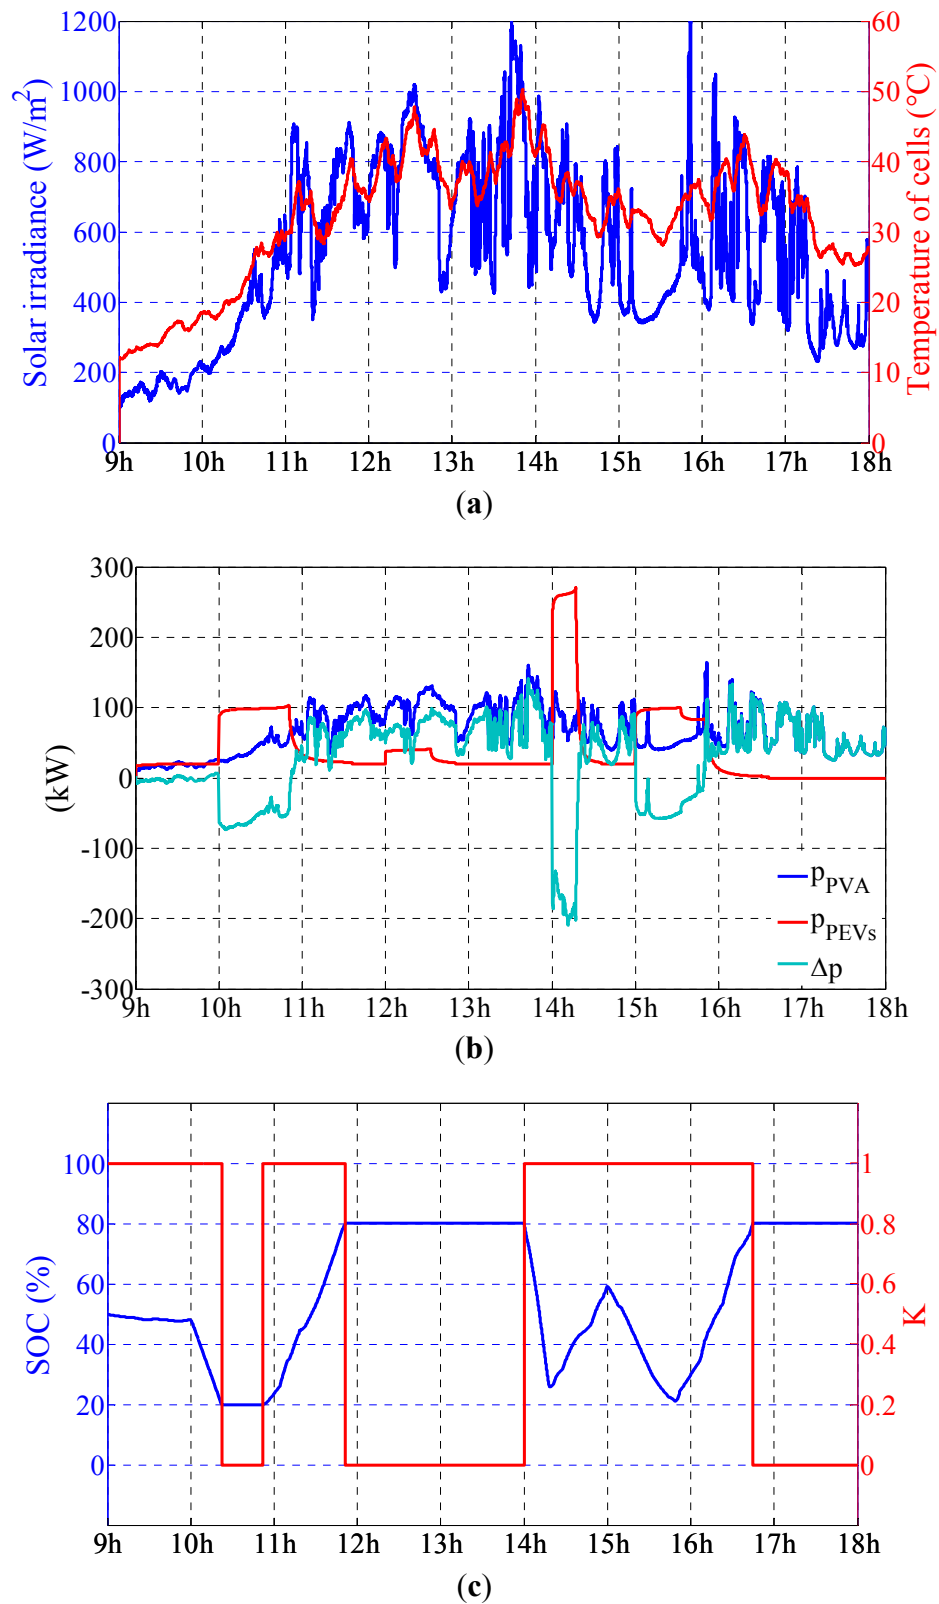 1200
1000
800
600
400
200
0
Solar irradiance (W/m²)
60
50
40
30
20
10
0
Temperature of cells (°C)
9h 10h 11h 12h 13h 14h 15h 16h 17h 18h
(a)
300
200
100
0
-100
-200
-300
(kW)
pPVA
pPEVs
Δp
9h 10h 11h 12h 13h 14h 15h 16h 17h 18h
(b)
100
80
60
40
20
0
SOC (%)
1
0.8
0.6
0.4
0.2
0
K
9h 10h 11h 12h 13h 14h 15h 16h 17h 18h
(c)